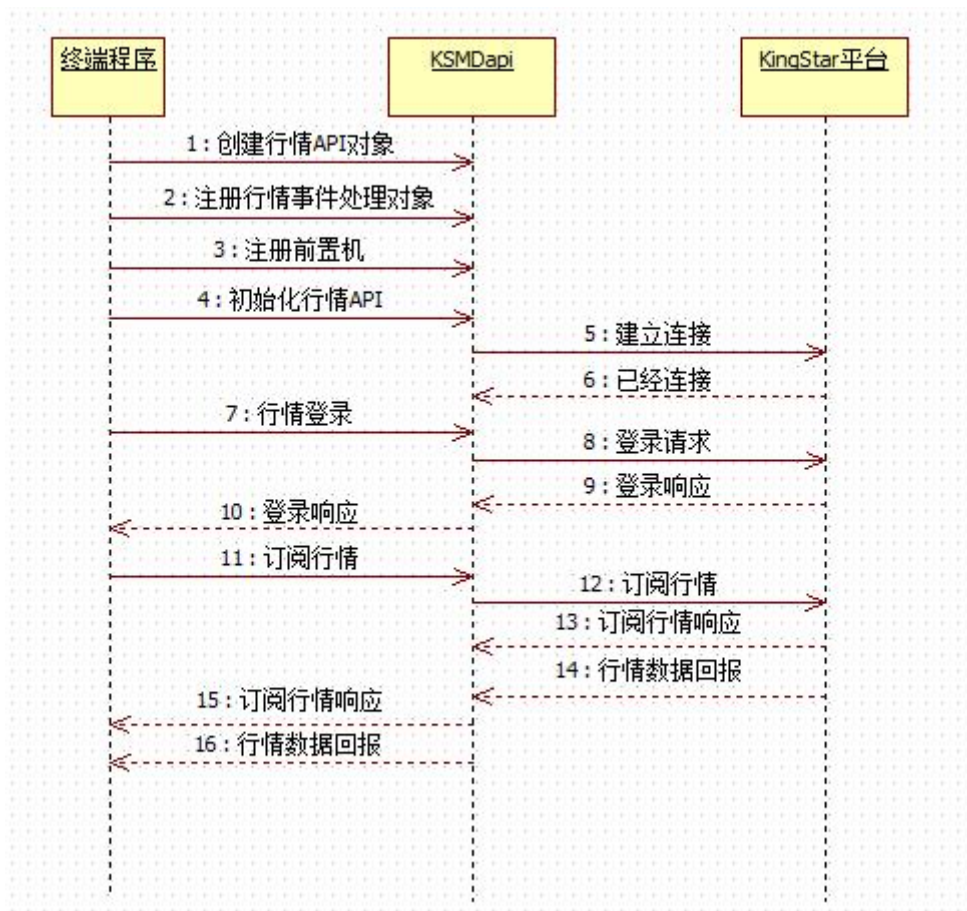 终端程序
KSMDapi
KingStar平台
1 : 创建行情API对象
2 : 注册行情事件处理对象
3 : 注册前置机
4 : 初始化行情API
5 : 建立连接
6 : 已经连接
7 : 行情登录
8 : 登录请求
9 : 登录响应
10 : 登录响应
11 : 订阅行情
12 : 订阅行情
13 : 订阅行情响应
14 : 行情数据回报
15 : 订阅行情响应
16 : 行情数据回报